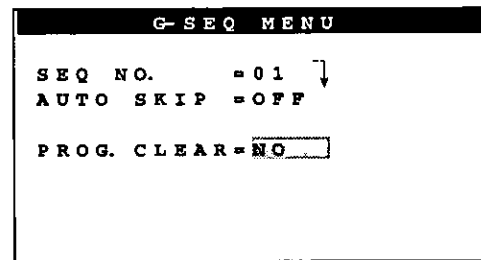 G-SEQ MENU
SEQ NO. =01
AUTO SKIP =OFF
PROG. CLEAR=NO